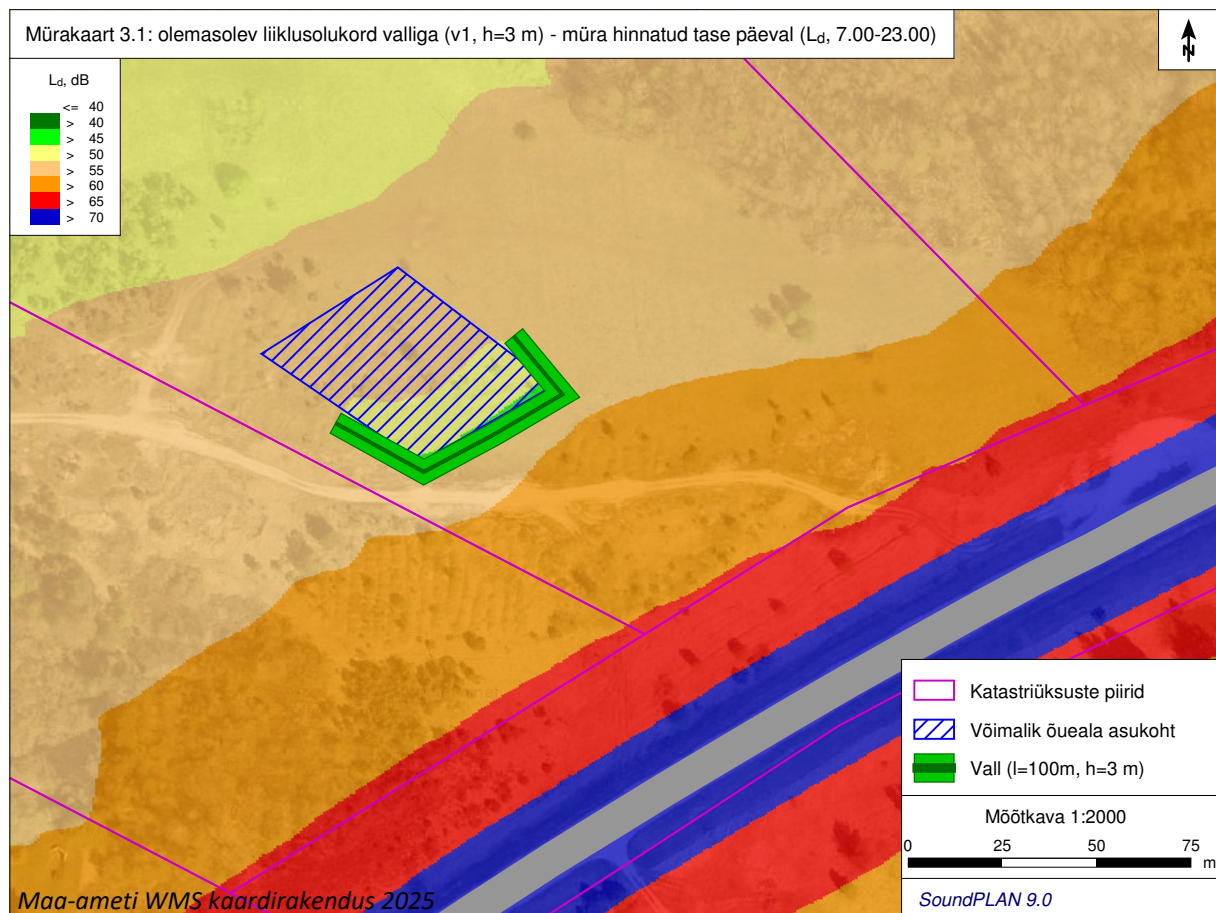 Mürakaart 3.1: olemasolev liiklusolukord valliga (v1, h=3 m) - müra hinnatud tase päeval (Ld, 7.00-23.00)
N
Ld, dB
<= 40
> 40
> 45
> 50
> 55
> 60
> 65
> 70
Katastriüksuste piirid
Võimalik õueala asukoht
Vall (l=100m, h=3 m)
Mõõtkava 1:2000
0 25 50 75
m
SoundPLAN 9.0
Maa-ameti WMS kaardirakendus 2025